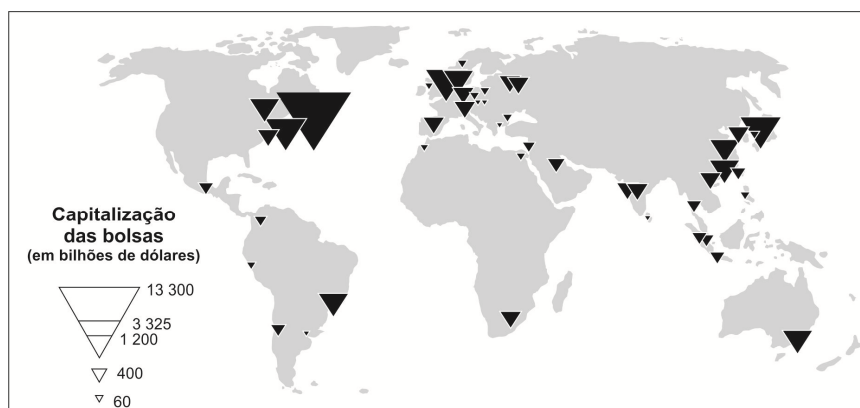 Capitalização
das bolsas
(em bilhões de dólares)
13 300
3 325
1 200
400
60